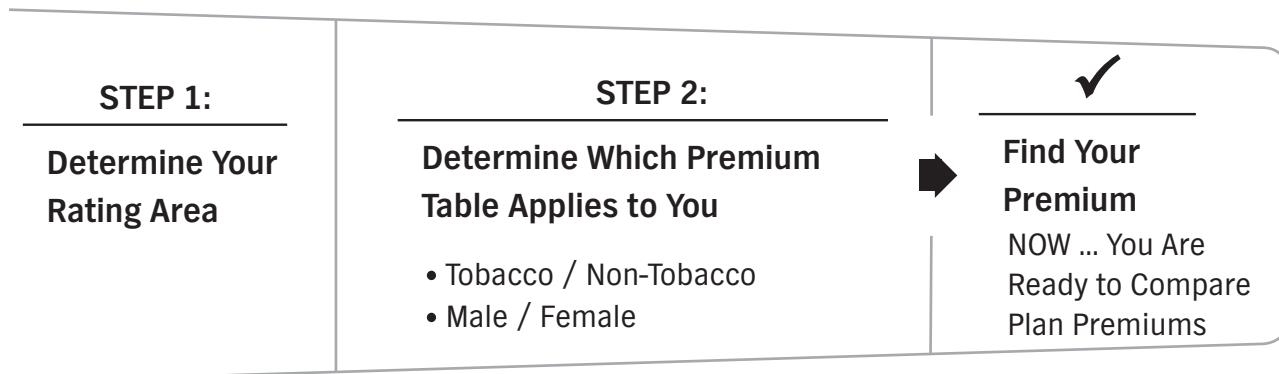 STEP 1:
Determine Your
Rating Area
STEP 2:
Determine Which Premium
Table Applies to You
• Tobacco / Non-Tobacco
• Male / Female
Find Your
Premium
NOW ... You Are
Ready to Compare
Plan Premiums